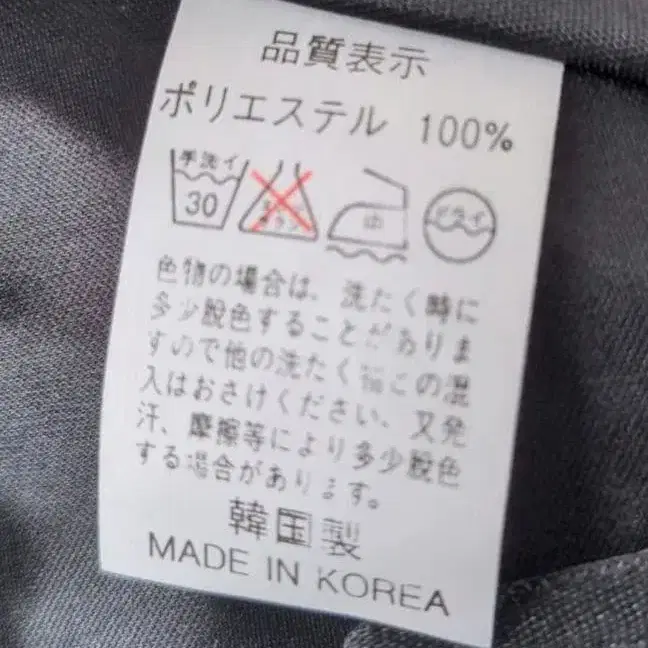 品質表示
ポリエステル 100%
手洗イ
30
中
ドライ
色物の場合は、洗たく時に
多少脱色することがありま
すので他の洗たく物との混
入はおさけください、又発
汗、摩擦等により多少脱色
する場合があります。
韓国製
MADE IN KOREA